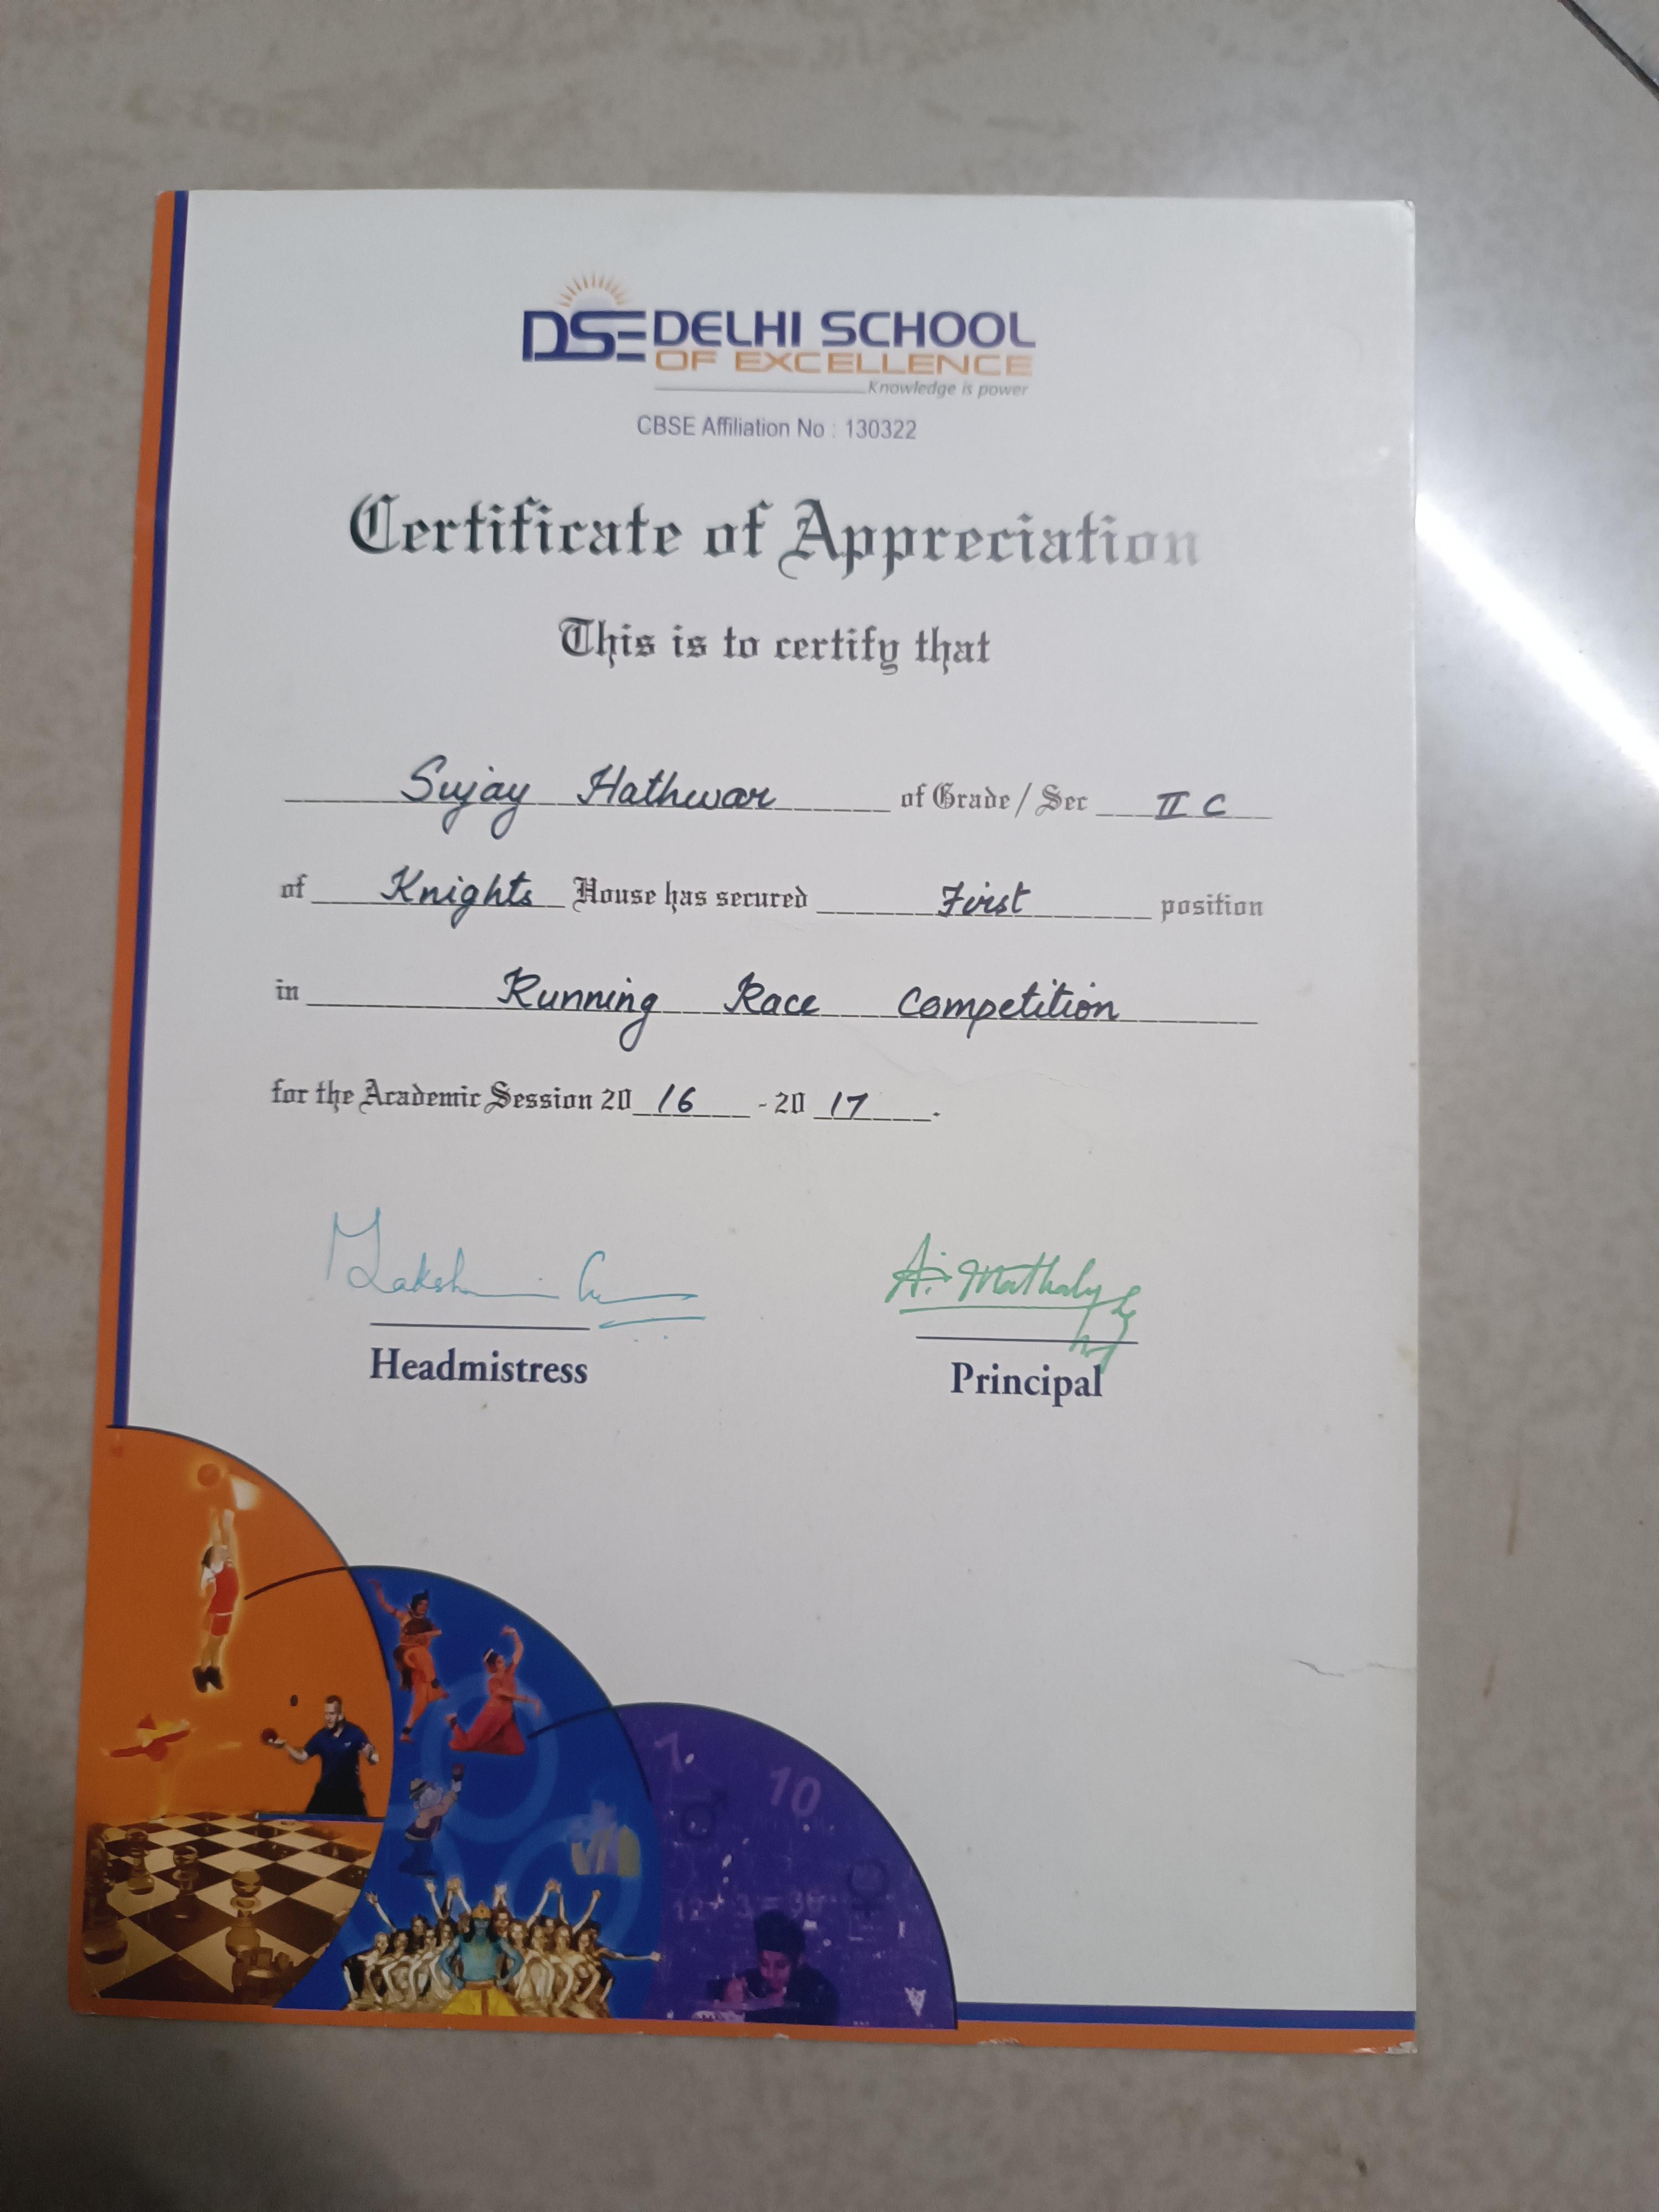 DSE DELHI SCHOOL
OF EXCELLENCE
Knowledge is power
CBSE Affiliation No : 130322
Certificate of Appreciation
This is to certify that
Sujay Hathwar of Grade / Sec II C
of Knights House has secured First position
in Running Race Competition
for the Academic Session 2016 - 2017.
Headmistress Principal
10